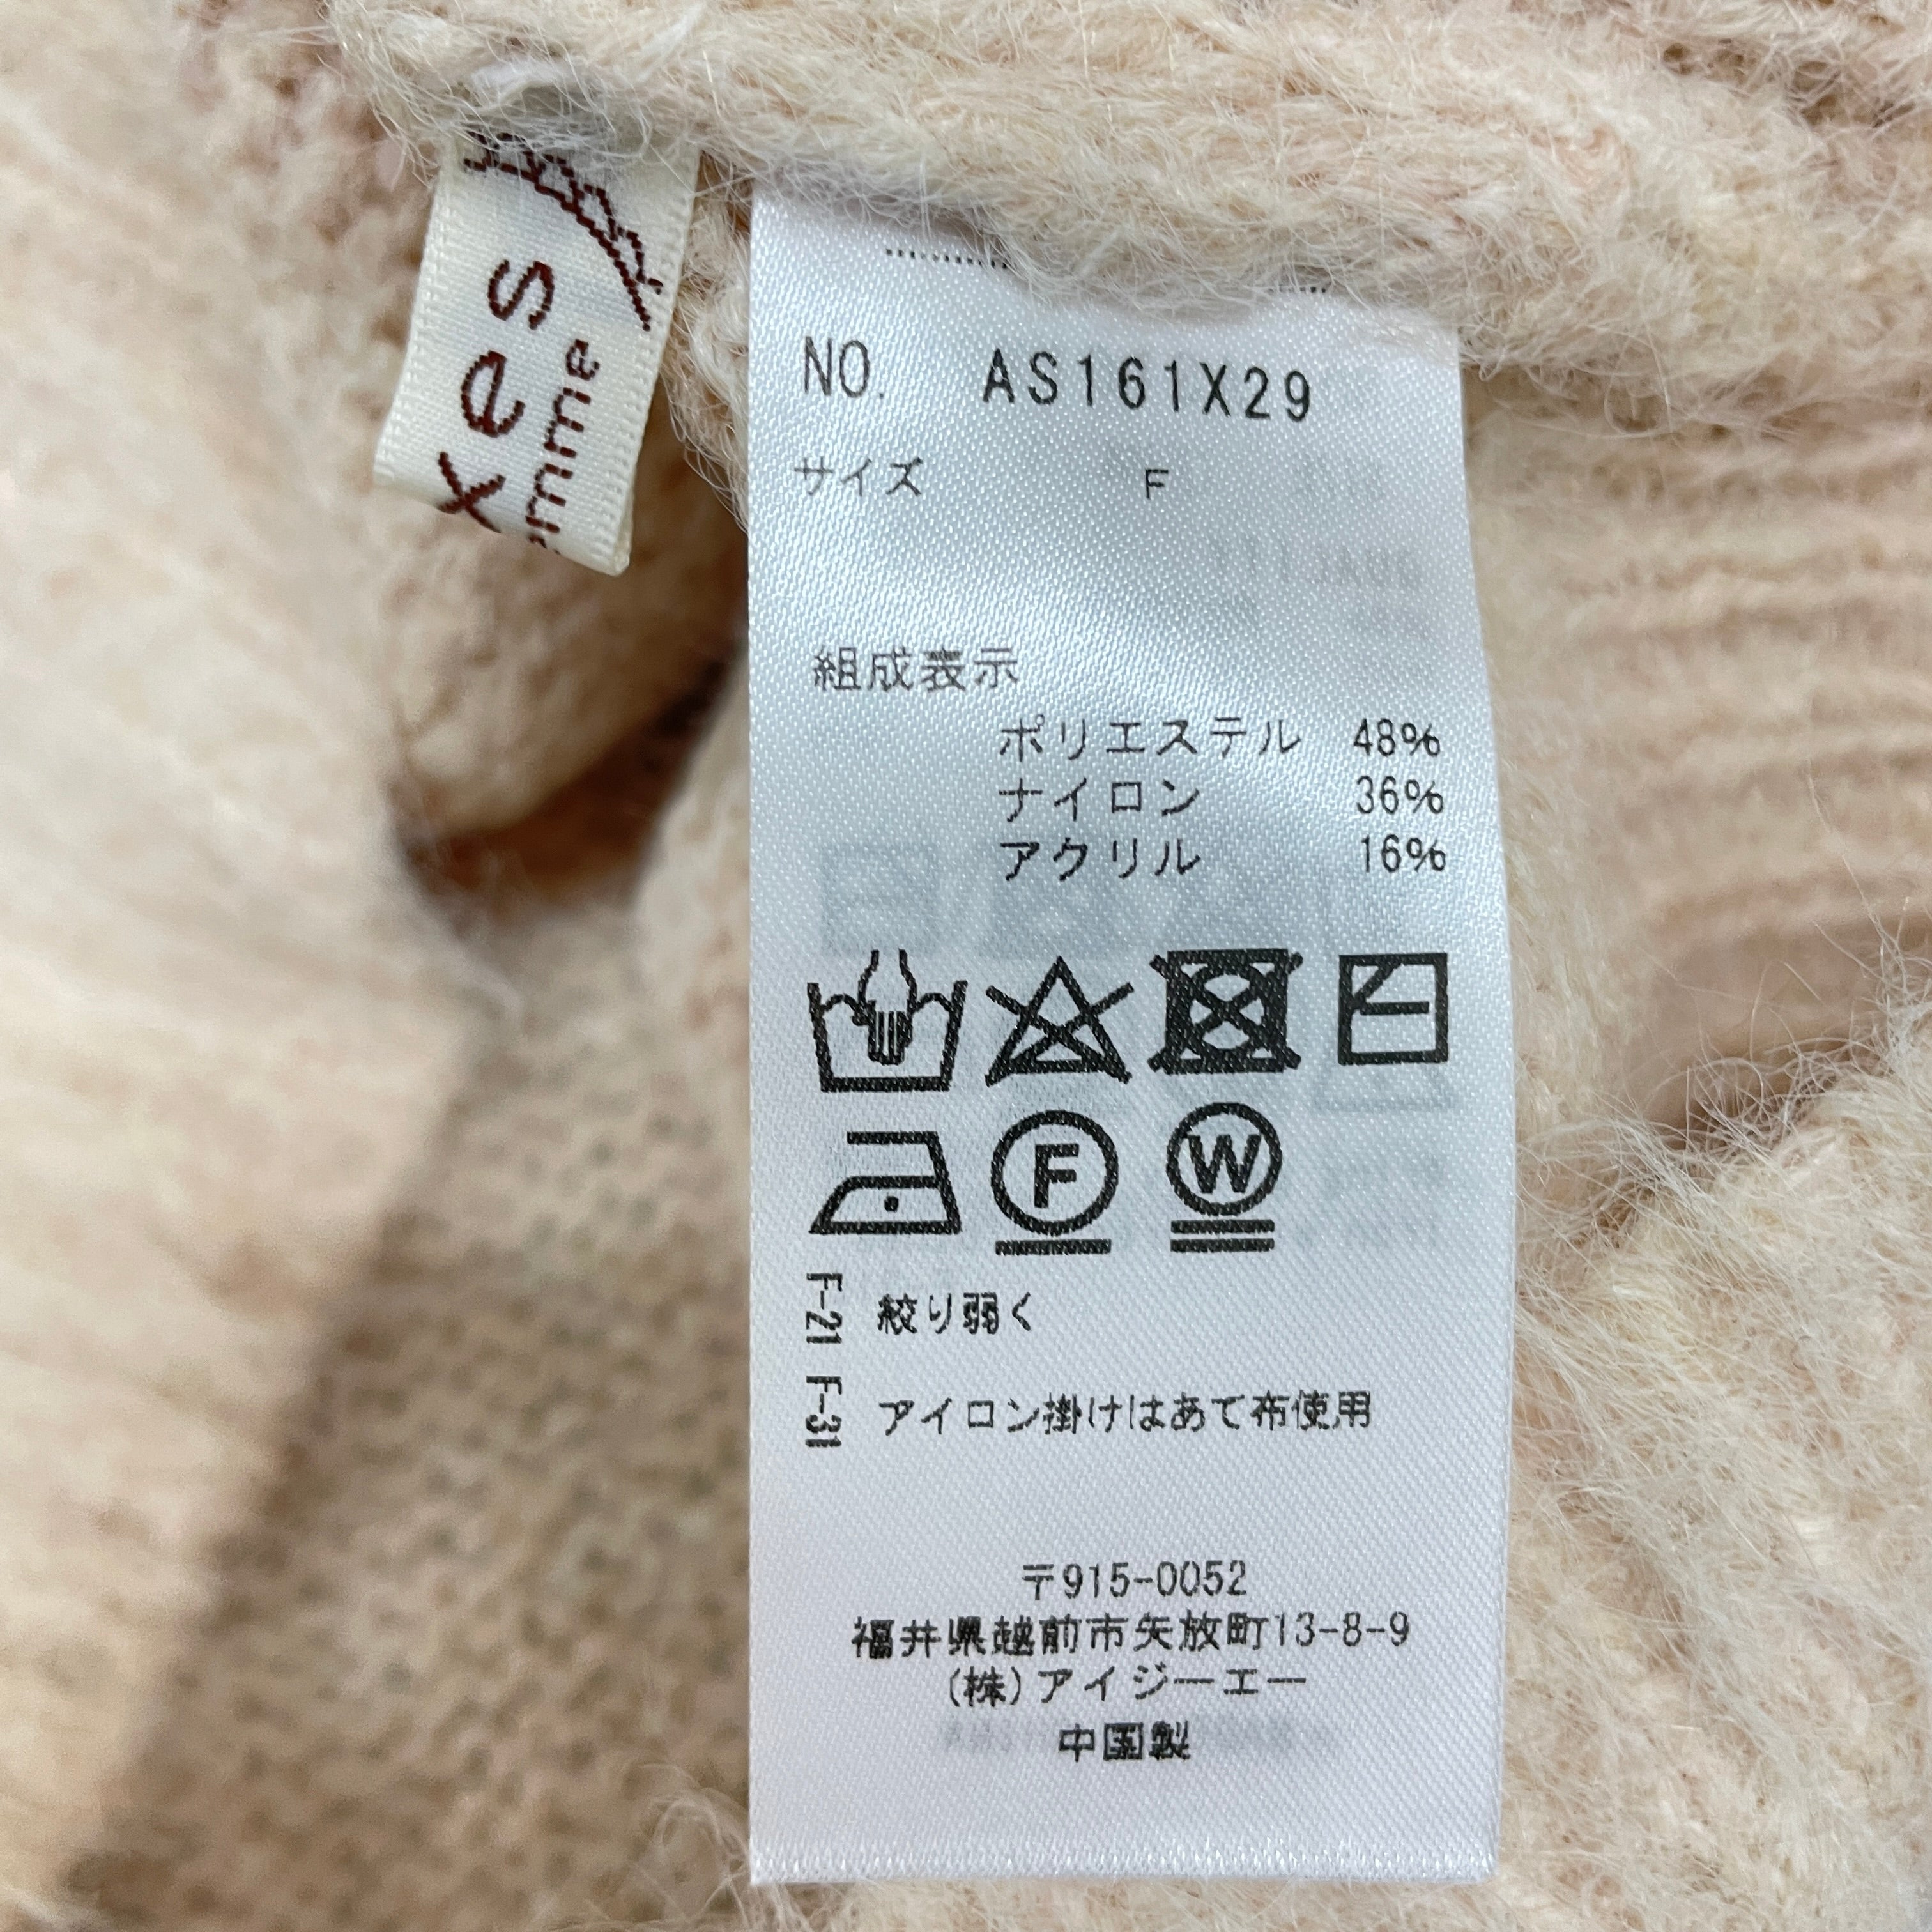 xes
mme
NO. AS161X29
サイズ F
組成表示
ポリエステル 48%
ナイロン 36%
アクリル 16%
F
W
F-21 絞り弱く
F-31 アイロン掛けはあて布使用
〒915-0052
福井県越前市矢放町13-8-9
(株)アイジーエー
中国製